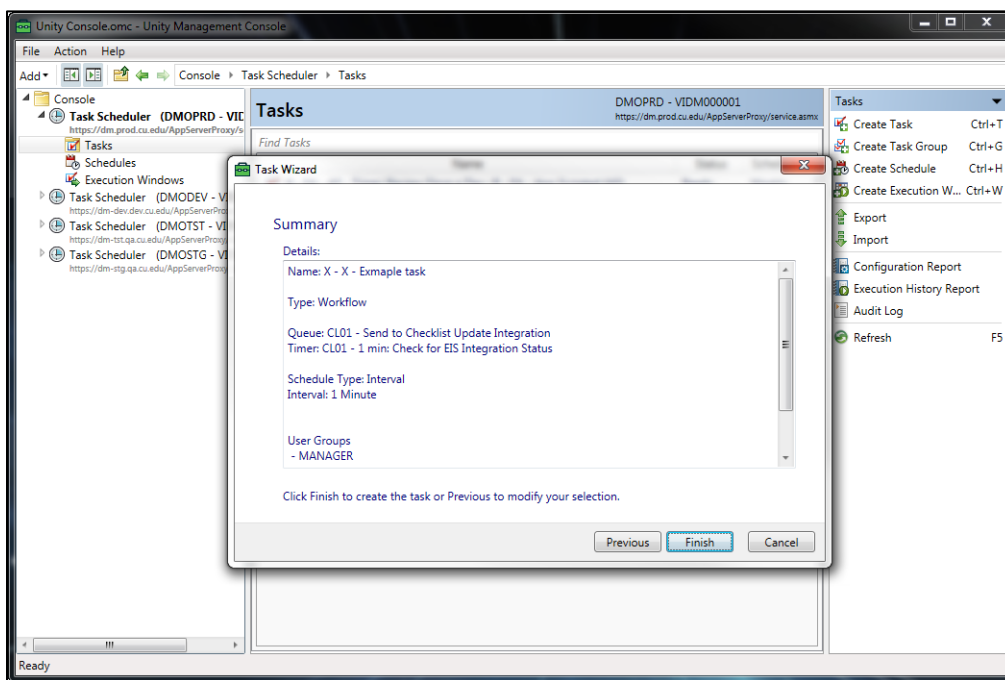 Unity Console.omc - Unity Management Console
File Action Help
Add Console Task Scheduler Tasks
Console
Task Scheduler (DMOPRD - VID
https://dm.prod.cu.edu/AppServerProxy/s
Tasks
Schedules
Execution Windows
Task Scheduler (DMODEV - V
https://dm-dev.dev.cu.edu/AppServerPro
Task Scheduler (DMOTST - VI
https://dm-tst.qa.cu.edu/AppServerProxy
Task Scheduler (DMOSTG - VI
https://dm-stg.qa.cu.edu/AppServerProxy
Tasks
DMOPRD - VIDM000001
https://dm.prod.cu.edu/AppServerProxy/service.asmx
Find Tasks
Name Status
Task Wizard
Summary
Details:
Name: X - X - Exmaple task
Type: Workflow
Queue: CL01 - Send to Checklist Update Integration
Timer: CL01 - 1 min: Check for EIS Integration Status
Schedule Type: Interval
Interval: 1 Minute
User Groups
- MANAGER
Click Finish to create the task or Previous to modify your selection.
Previous Finish Cancel
Tasks
Create Task Ctrl+T
Create Task Group Ctrl+G
Create Schedule Ctrl+H
Create Execution W... Ctrl+W
Export
Import
Configuration Report
Execution History Report
Audit Log
Refresh F5
Ready